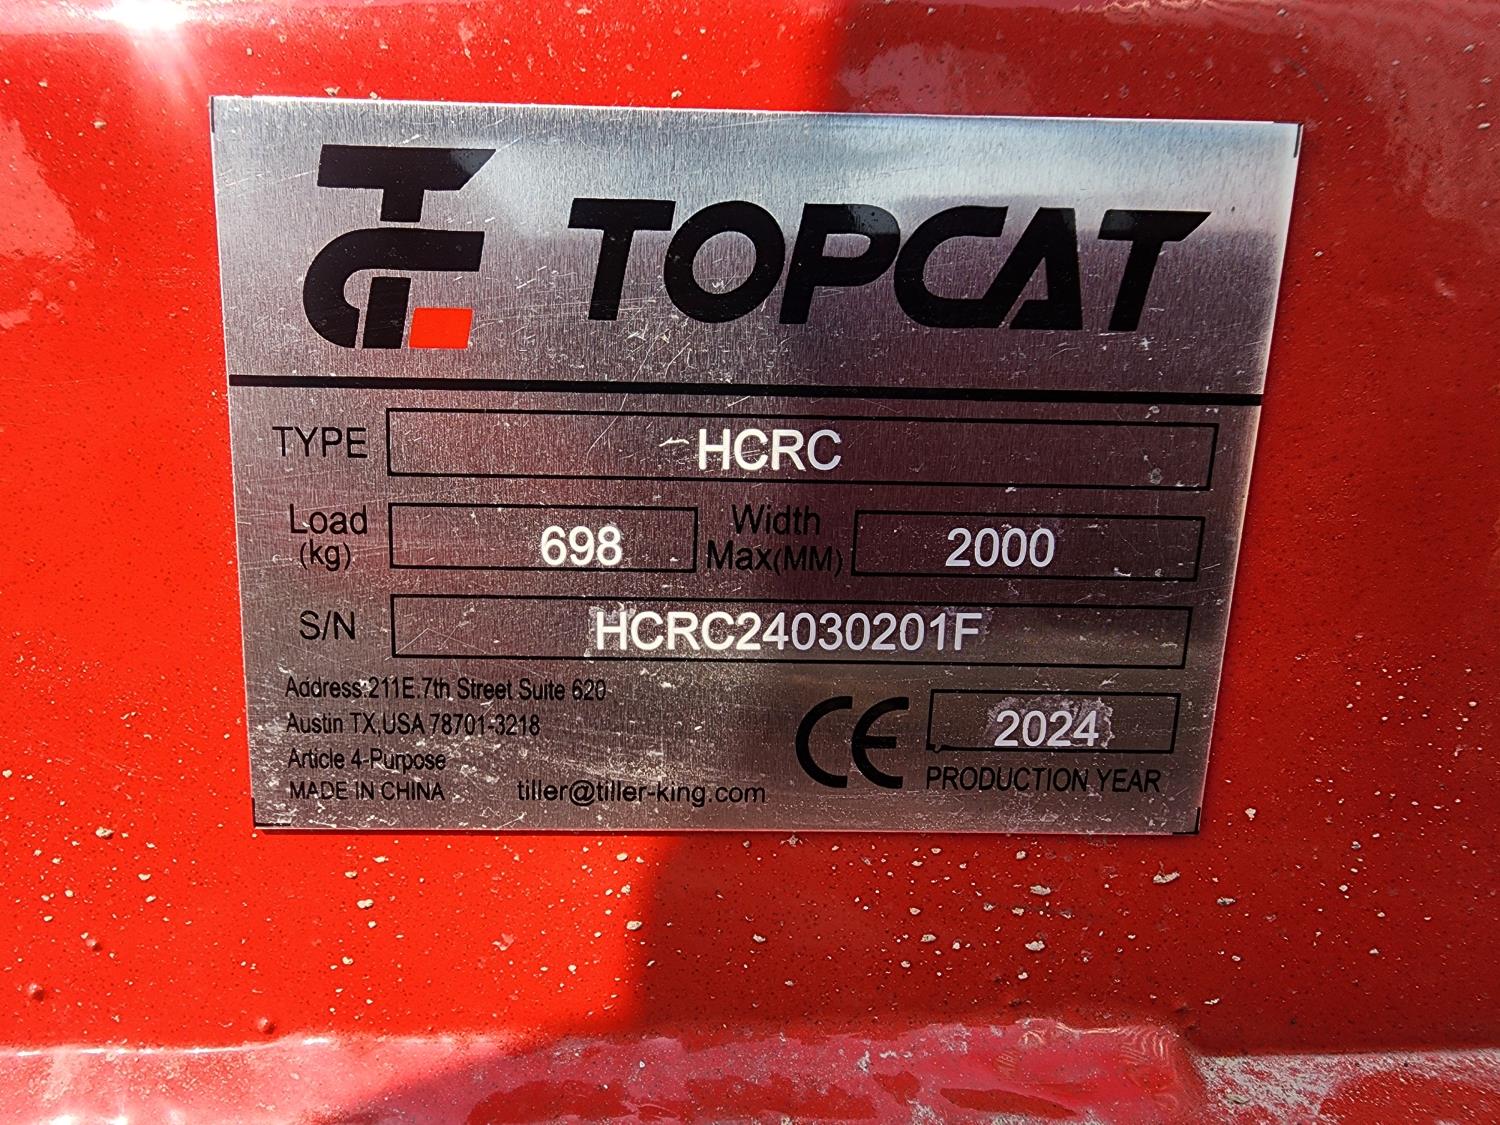 TC
TOPCAT
TYPE HCRC
Load (kg) 698 Width Max(MM) 2000
S/N HCRC24030201F
Address:211E.7th Street Suite 620
Austin TX,USA 78701-3218
Article 4-Purpose
MADE IN CHINA tiller@tiller-king.com
CE 2024
PRODUCTION YEAR